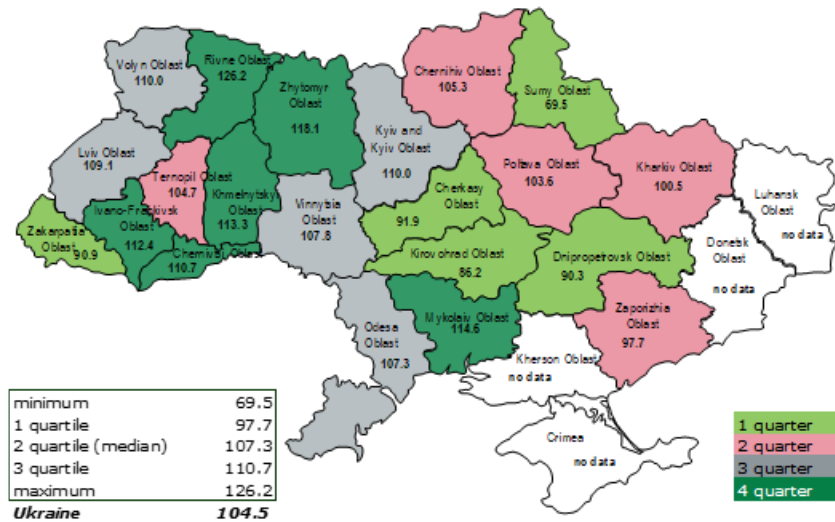 Volyn Oblast
110.0
Rivne Oblast
126.2
Zhytomyr
Oblast
118.1
Chernihiv Oblast
105.3
Sumy Oblast
69.5
Kyiv and
Kyiv Oblast
110.0
Lviv Oblast
109.1
Ternopil Oblast
104.7
Khmelnytskyi
Oblast
113.3
Poltava Oblast
103.6
Kharkiv Oblast
100.5
Luhansk
Oblast
no data
Cherkasy
Oblast
91.9
Vinnytsia
Oblast
107.8
Ivano-Frankivsk
Oblast
112.4
Zakarpattia
Oblast
90.9
Chernivtsi Oblast
110.7
Kirovohrad Oblast
86.2
Dnipropetrovsk Oblast
90.3
Donetsk
Oblast
no data
Zaporizhia
Oblast
97.7
Mykolaiv Oblast
114.6
Odesa
Oblast
107.3
Kherson Oblast
no data
Crimea
no data
minimum 69.5
1 quartile 97.7
2 quartile (median) 107.3
3 quartile 110.7
maximum 126.2
Ukraine 104.5
1 quarter
2 quarter
3 quarter
4 quarter